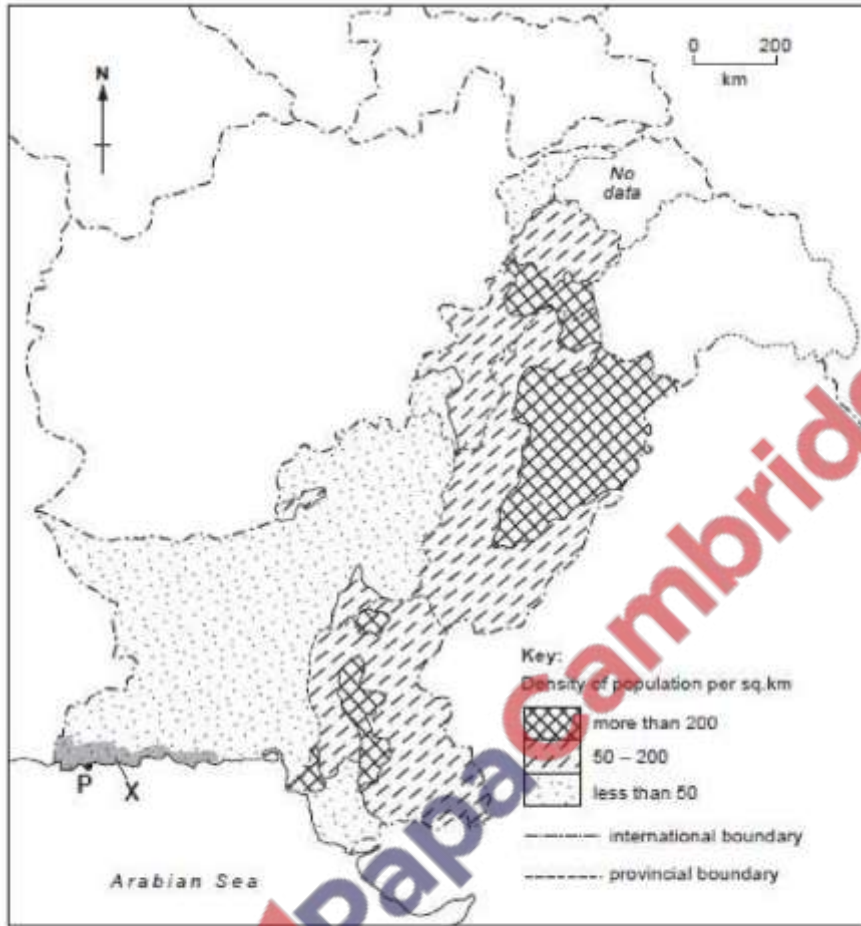 0 200
km
N
No
data
Key:
Density of population per sq.km
more than 200
50 – 200
less than 50
international boundary
provincial boundary
P
X
Arabian Sea
PapaCambrid